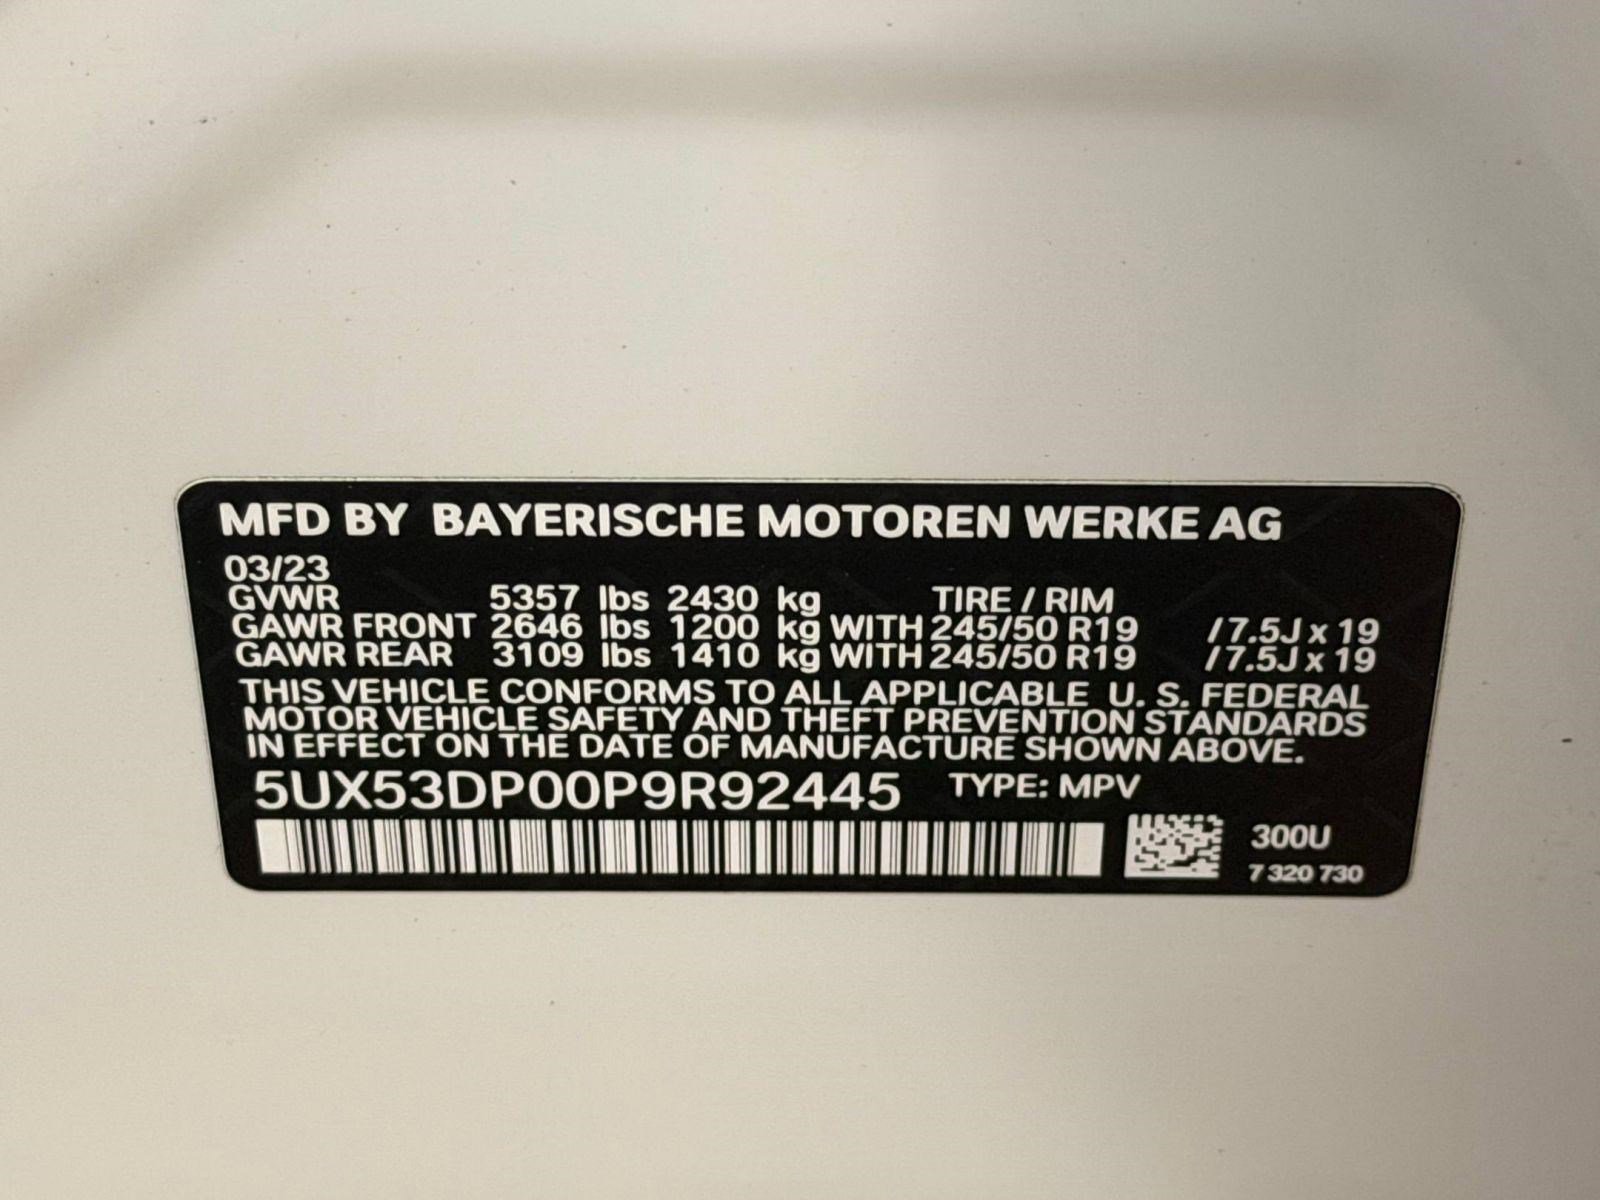 MFD BY BAYERISCHE MOTOREN WERKE AG
03/23
GVWR 5357 lbs 2430 kg TIRE / RIM
GAWR FRONT 2646 lbs 1200 kg WITH 245/50 R19 / 7.5J x 19
GAWR REAR 3109 lbs 1410 kg WITH 245/50 R19 / 7.5J x 19
THIS VEHICLE CONFORMS TO ALL APPLICABLE U. S. FEDERAL
MOTOR VEHICLE SAFETY AND THEFT PREVENTION STANDARDS
IN EFFECT ON THE DATE OF MANUFACTURE SHOWN ABOVE.
5UX53DP00P9R92445 TYPE: MPV
300U
7 320 730